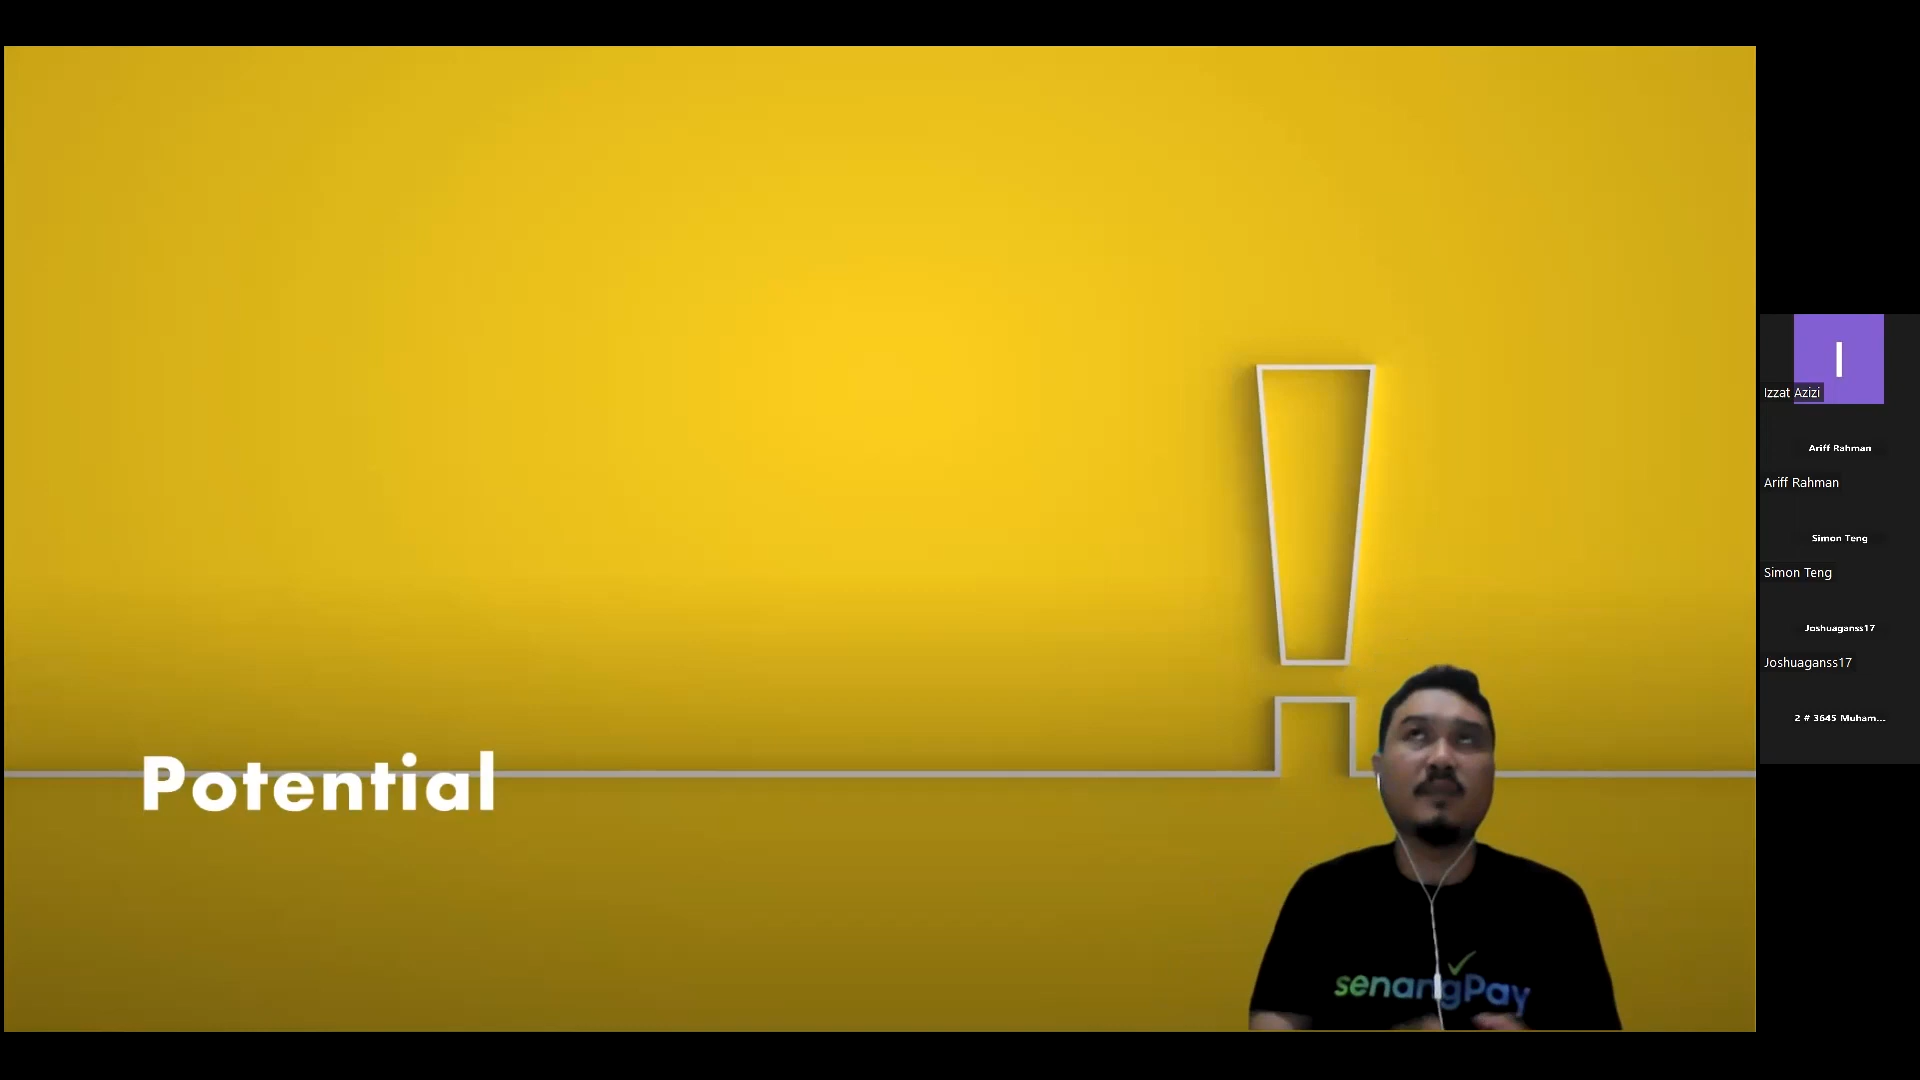 Potential
senangPay
I
Izzat Azizi
Ariff Rahman
Ariff Rahman
Simon Teng
Simon Teng
Joshuaganss17
Joshuaganss17
2 # 3645 Muham...